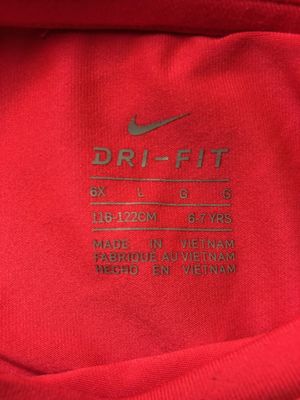 DRI-FIT
6X L G G
116-122CM 6-7 YRS
MADE IN VIETNAM
FABRIQUÉ AU VIETNAM
HECHO EN VIETNAM